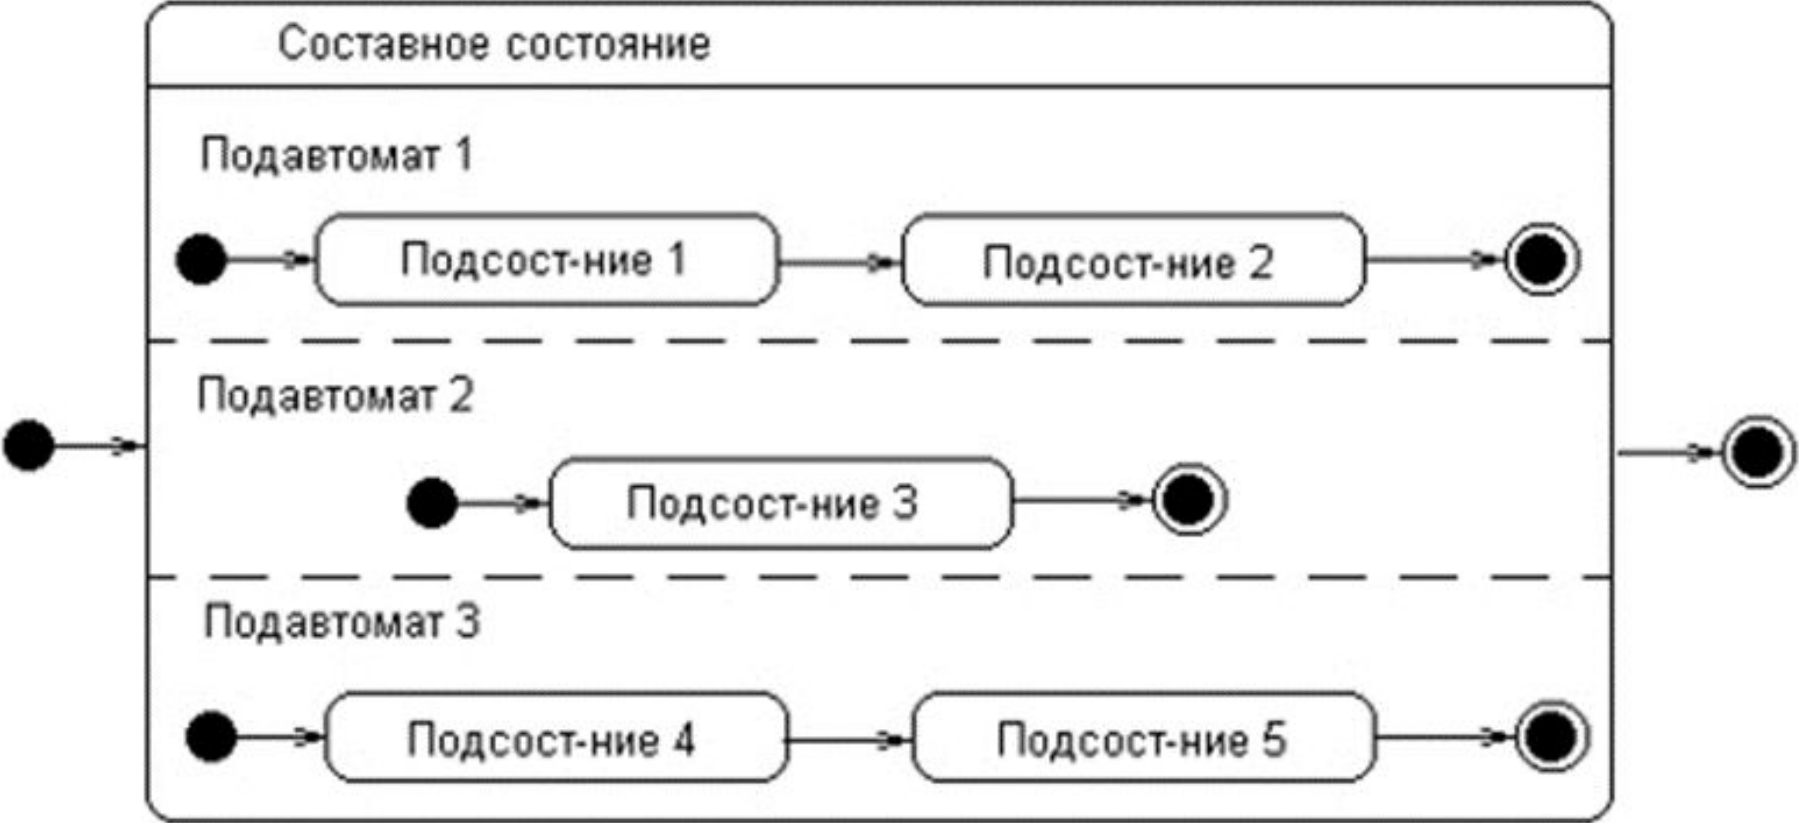 Составное состояние
Подавтомат 1
Подсост-ние 1
Подсост-ние 2
Подавтомат 2
Подсост-ние 3
Подавтомат 3
Подсост-ние 4
Подсост-ние 5